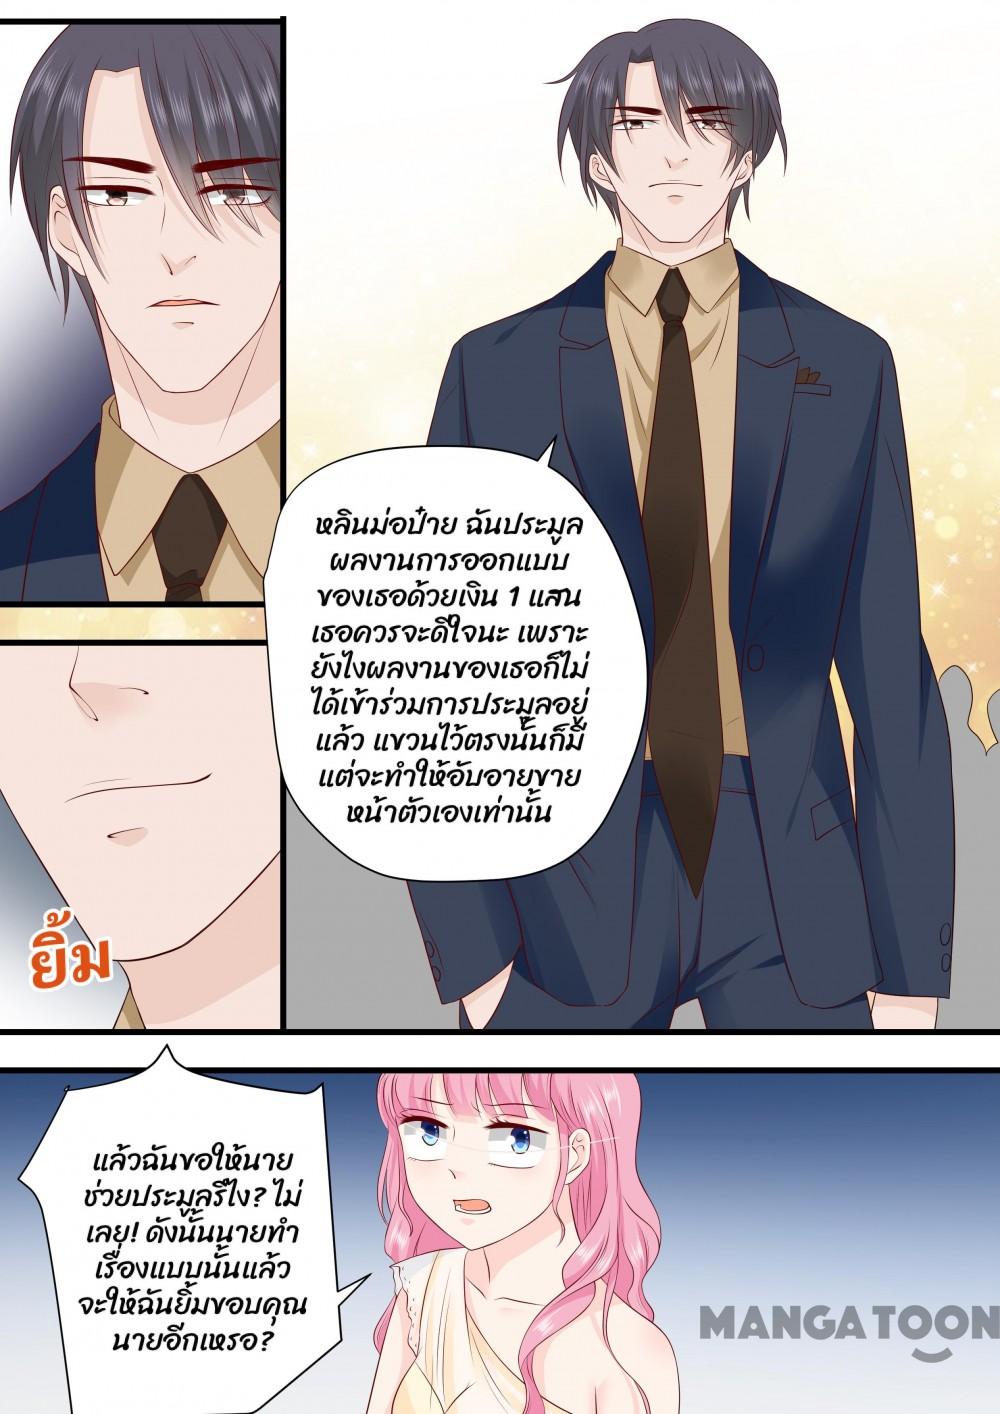 หลินม่อป๋าย ฉันประมูล
ผลงานการออกแบบ
ของเธอด้วยเงิน 1 แสน
เธอควรจะดีใจนะ เพราะ
ยังไงผลงานของเธอก็ไม่
ได้เข้าร่วมการประมูลอยู่
แล้ว แขวนไว้ตรงนั้นก็มี
แต่จะทำให้อับอายขาย
หน้าตัวเองเท่านั้น
ยิ้ม
แล้วฉันขอให้นาย
ช่วยประมูลรึไง? ไม่
เลย! ดังนั้นนายทำ
เรื่องแบบนั้นแล้ว
จะให้ฉันยิ้มขอบคุณ
นายอีกเหรอ?
MANGATOON